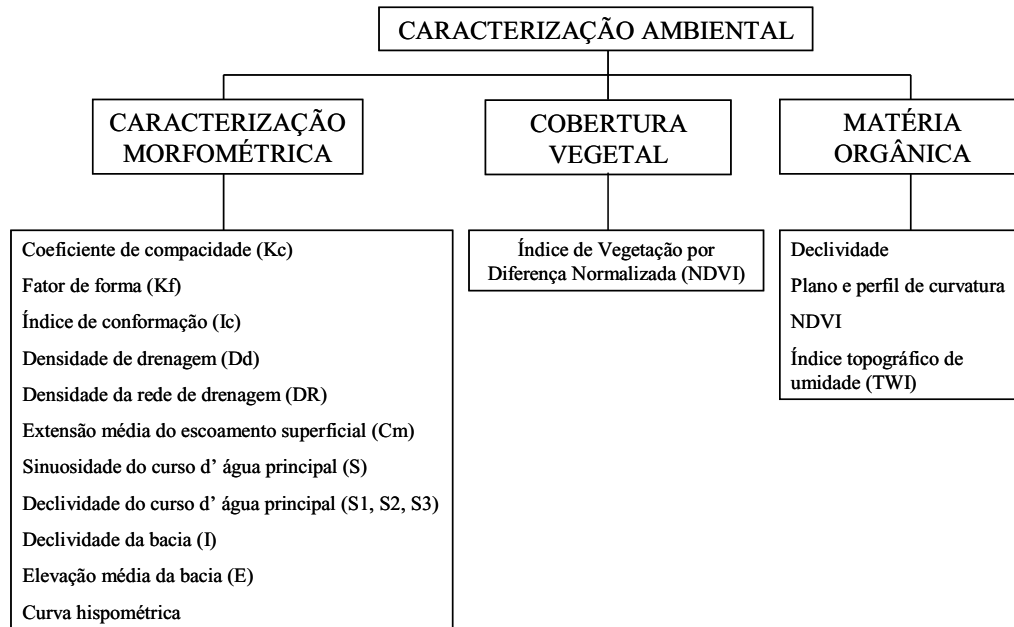 CARACTERIZAÇÃO AMBIENTAL
CARACTERIZAÇÃO
MORFOMÉTRICA
COBERTURA
VEGETAL
MATÉRIA
ORGÂNICA
Coeficiente de compacidade (Kc)
Fator de forma (Kf)
Índice de conformação (Ic)
Densidade de drenagem (Dd)
Densidade da rede de drenagem (DR)
Extensão média do escoamento superficial (Cm)
Sinuosidade do curso d’ água principal (S)
Declividade do curso d’ água principal (S1, S2, S3)
Declividade da bacia (I)
Elevação média da bacia (E)
Curva hispométrica
Índice de Vegetação por
Diferença Normalizada (NDVI)
Declividade
Plano e perfil de curvatura
NDVI
Índice topográfico de
umidade (TWI)